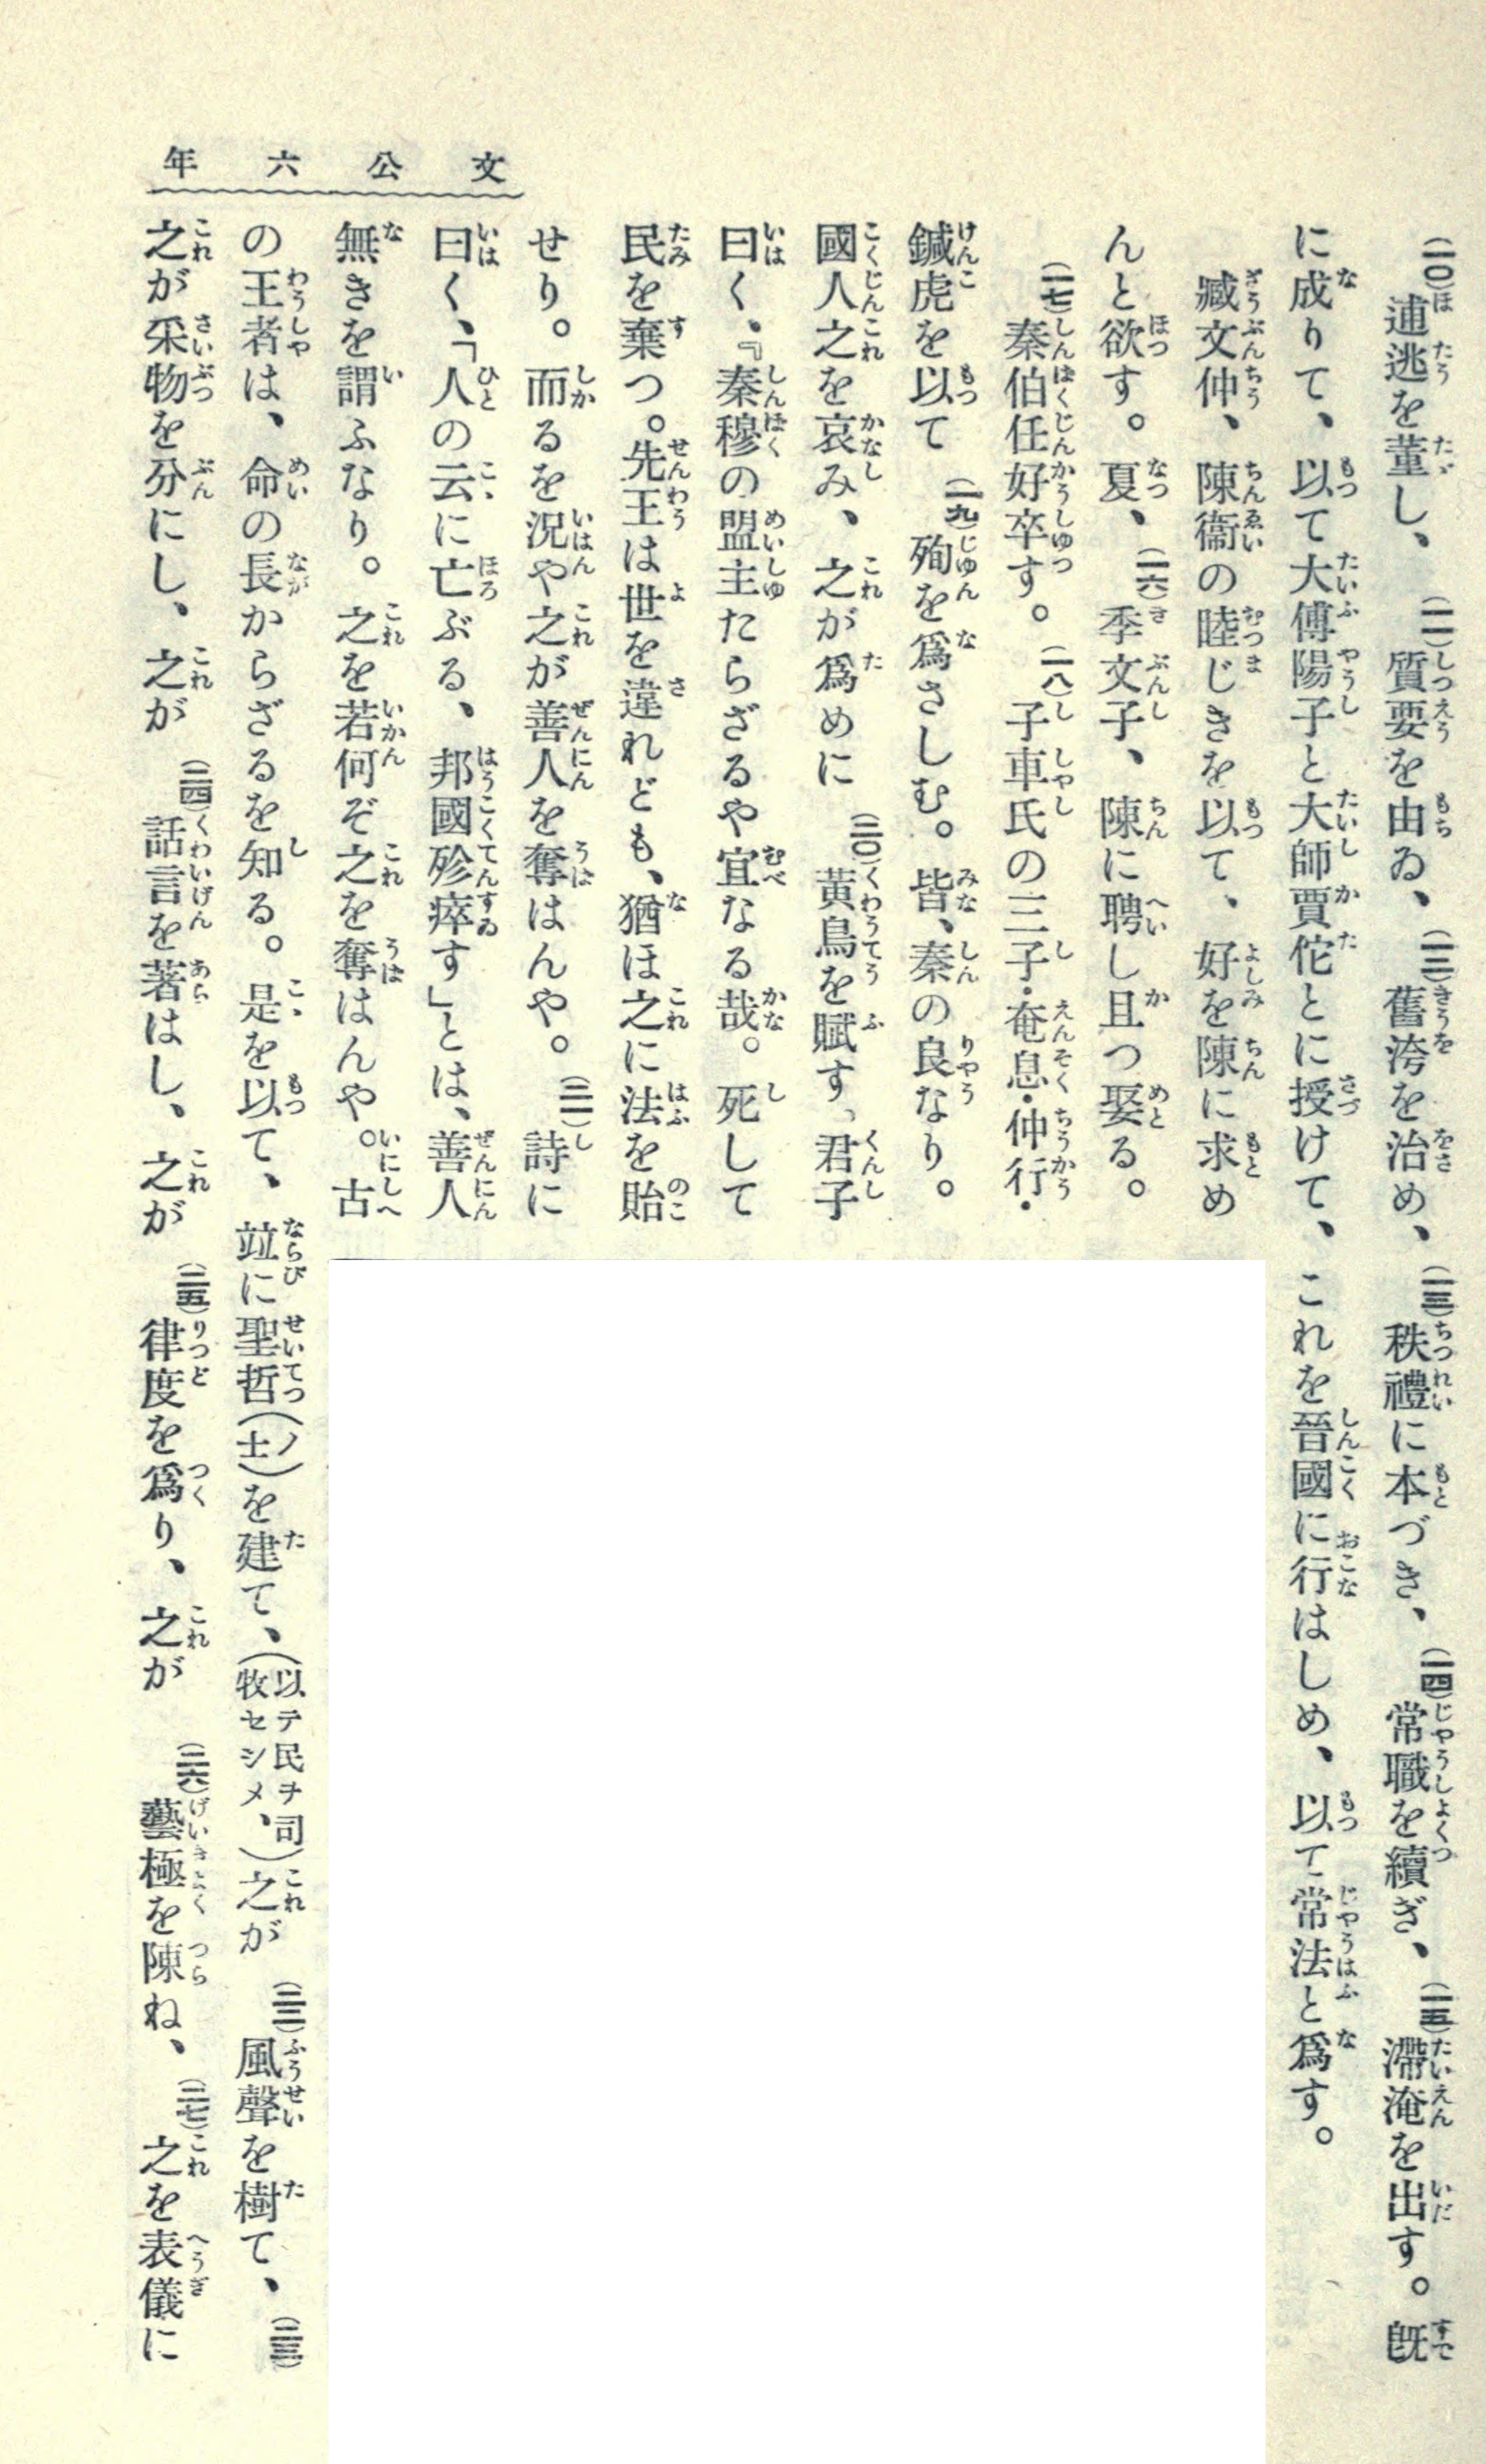 文公六年
(一〇)逋逃を董し、(一一)質要を由ゐ、(一二)舊洿を治め、(一三)秩禮に本づき、(一四)常職を續ぎ、(一五)滯淹を出す。既
に成りて、以て大傅陽子と大師賈佗とに授けて、これを晉國に行はしめ、以て常法と爲す。
臧文仲、陳衞の睦じきを以て、好を陳に求め
んと欲す。夏、(一六)季文子、陳に聘し且つ娶る。
(一七)秦伯任好卒す。(一八)子車氏の三子・奄息・仲行・
鍼虎を以て(一九)殉を爲さしむ。皆、秦の良なり。
國人之を哀み、之が爲めに(二〇)黃鳥を賦す、君子
曰く、『秦穆の盟主たらざるや宜なる哉。死して
民を棄つ。先王は世を違れども、猶ほ之に法を貽
せり。而るを況や之が善人を奪はんや。(二一)詩に
曰く、「人の云に亡ぶる、邦國殄瘁す」とは、善人
無きを謂ふなり。之を若何ぞ之を奪はんや。古
の王者は、命の長からざるを知る。是を以て、竝に聖哲(ノ士)を建て、(以テ民ヲ司牧セシメ、)之が(二二)風聲を樹て、(二三)
之が采物を分にし、之が(二四)話言を著はし、之が(二五)律度を爲り、之が(二六)藝極を陳ね、(二七)之を表儀に